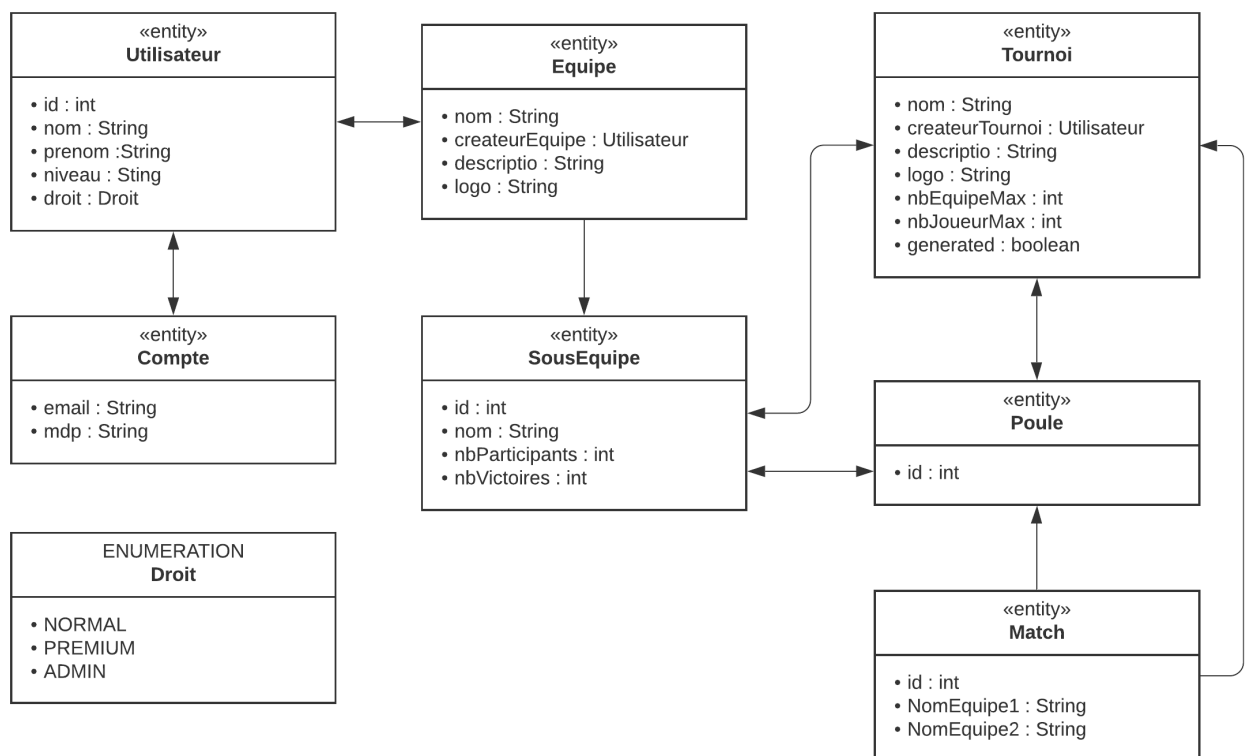 «entity»
Utilisateur
• id : int
• nom : String
• prenom :String
• niveau : Sting
• droit : Droit
«entity»
Equipe
• nom : String
• createurEquipe : Utilisateur
• descriptio : String
• logo : String
«entity»
Tournoi
• nom : String
• createurTournoi : Utilisateur
• descriptio : String
• logo : String
• nbEquipeMax : int
• nbJoueurMax : int
• generated : boolean
«entity»
Compte
• email : String
• mdp : String
«entity»
SousEquipe
• id : int
• nom : String
• nbParticipants : int
• nbVictoires : int
«entity»
Poule
• id : int
ENUMERATION
Droit
• NORMAL
• PREMIUM
• ADMIN
«entity»
Match
• id : int
• NomEquipe1 : String
• NomEquipe2 : String